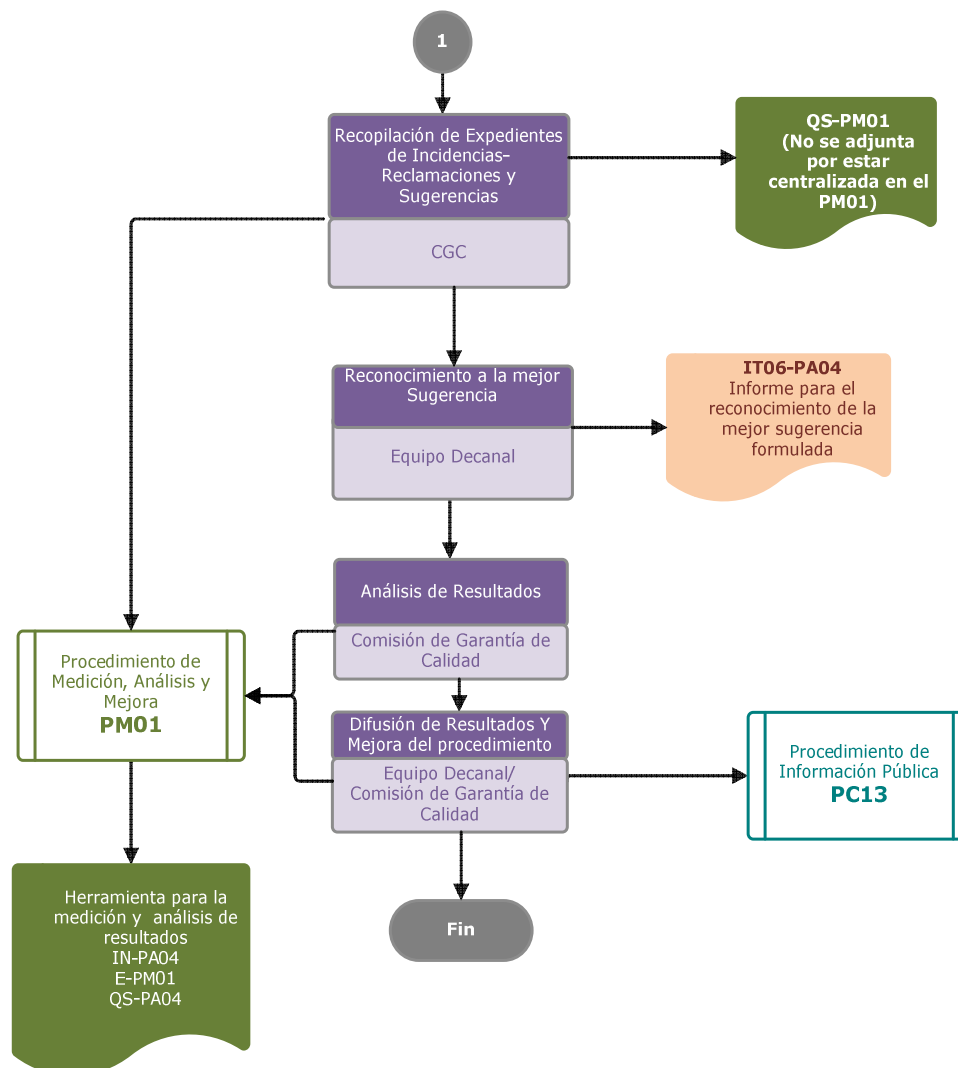 1
Recopilación de Expedientes
de Incidencias-
Reclamaciones y
Sugerencias
CGC
QS-PM01
(No se adjunta
por estar
centralizada en el
PM01)
Reconocimiento a la mejor
Sugerencia
Equipo Decanal
IT06-PA04
Informe para el
reconocimiento de la
mejor sugerencia
formulada
Análisis de Resultados
Comisión de Garantía de
Calidad
Procedimiento de
Medición, Análisis y
Mejora
PM01
Difusión de Resultados Y
Mejora del procedimiento
Equipo Decanal/
Comisión de Garantía de
Calidad
Procedimiento de
Información Pública
PC13
Herramienta para la
medición y  análisis de
resultados
IN-PA04
E-PM01
QS-PA04
Fin